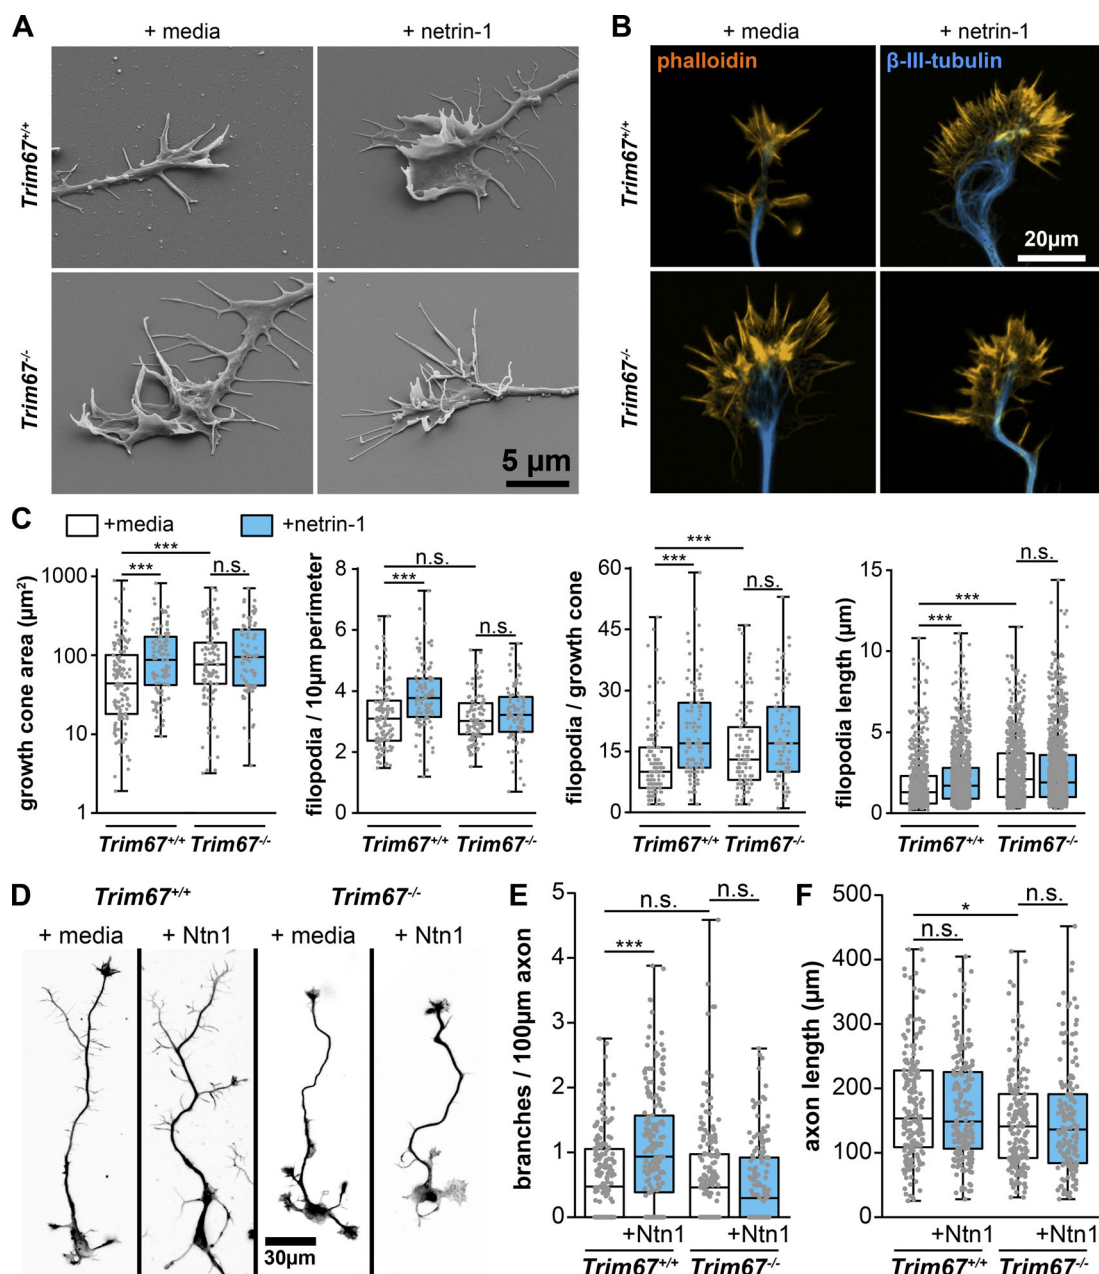 A
+ media
+ netrin-1
Trim67+/+
Trim67-/-
5 µm
B
+ media
+ netrin-1
phalloidin
β-III-tubulin
Trim67+/+
20µm
Trim67-/-
C
+media
+netrin-1
growth cone area (µm²)
1000
100
10
1
***
***
n.s.
Trim67+/+ Trim67-/-
filopodia / 10µm perimeter
8
6
4
2
0
n.s.
***
n.s.
Trim67+/+ Trim67-/-
filopodia / growth cone
60
45
30
15
0
***
***
n.s.
Trim67+/+ Trim67-/-
filopodia length (µm)
15
10
5
0
n.s.
***
***
Trim67+/+ Trim67-/-
D
Trim67+/+
Trim67-/-
+ media
+ Ntn1
+ media
+ Ntn1
30µm
E
branches / 100µm axon
5
4
3
2
1
0
n.s.
n.s.
***
+Ntn1
+Ntn1
Trim67+/+ Trim67-/-
F
axon length (µm)
500
400
300
200
100
0
*
n.s.
n.s.
+Ntn1
+Ntn1
Trim67+/+ Trim67-/-